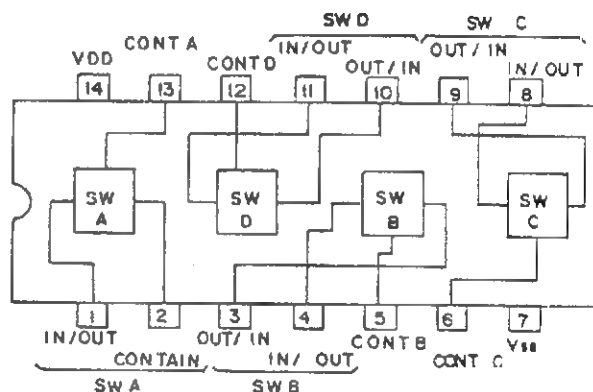 SW D SW C
CONT A IN/OUT OUT/IN
VDD CONT D OUT/IN IN/OUT
14 13 12 11 10 9 8
SW A
SW D
SW B
SW C
1 2 3 4 5 6 7
IN/OUT OUT/IN CONT B Vss
CONTAIN IN/OUT CONT C
SW A SW B